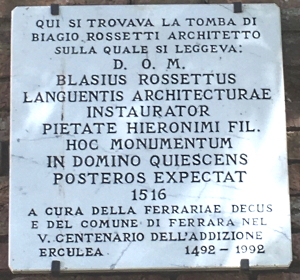 QUI SI TROVAVA LA TOMBA DI
BIAGIO ROSSETTI ARCHITETTO
SULLA QUALE SI LEGGEVA:
D. O. M.
BLASIUS ROSSETTUS
LANGUENTIS ARCHITECTURAE
INSTAURATOR
PIETATE HIERONIMI FIL.
HOC MONUMENTUM
IN DOMINO QUIESCENS
POSTEROS EXPECTAT
1516
A CURA DELLA FERRARIAE DECUS
E DEL COMUNE DI FERRARA NEL
V. CENTENARIO DELL'ADDIZIONE
ERCULEA 1492-1992